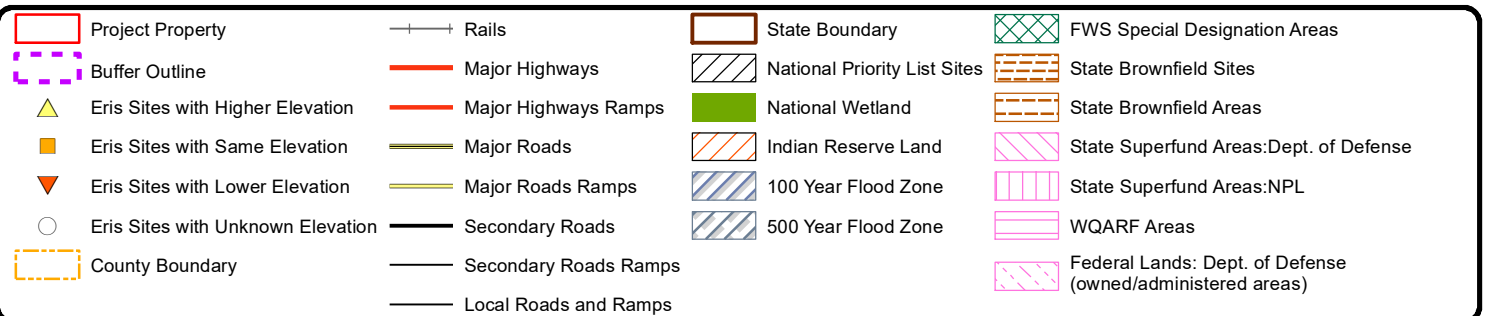 Project Property
Buffer Outline
Eris Sites with Higher Elevation
Eris Sites with Same Elevation
Eris Sites with Lower Elevation
Eris Sites with Unknown Elevation
County Boundary
Rails
Major Highways
Major Highways Ramps
Major Roads
Major Roads Ramps
Secondary Roads
Secondary Roads Ramps
Local Roads and Ramps
State Boundary
National Priority List Sites
National Wetland
Indian Reserve Land
100 Year Flood Zone
500 Year Flood Zone
FWS Special Designation Areas
State Brownfield Sites
State Brownfield Areas
State Superfund Areas:Dept. of Defense
State Superfund Areas:NPL
WQARF Areas
Federal Lands: Dept. of Defense
(owned/administered areas)